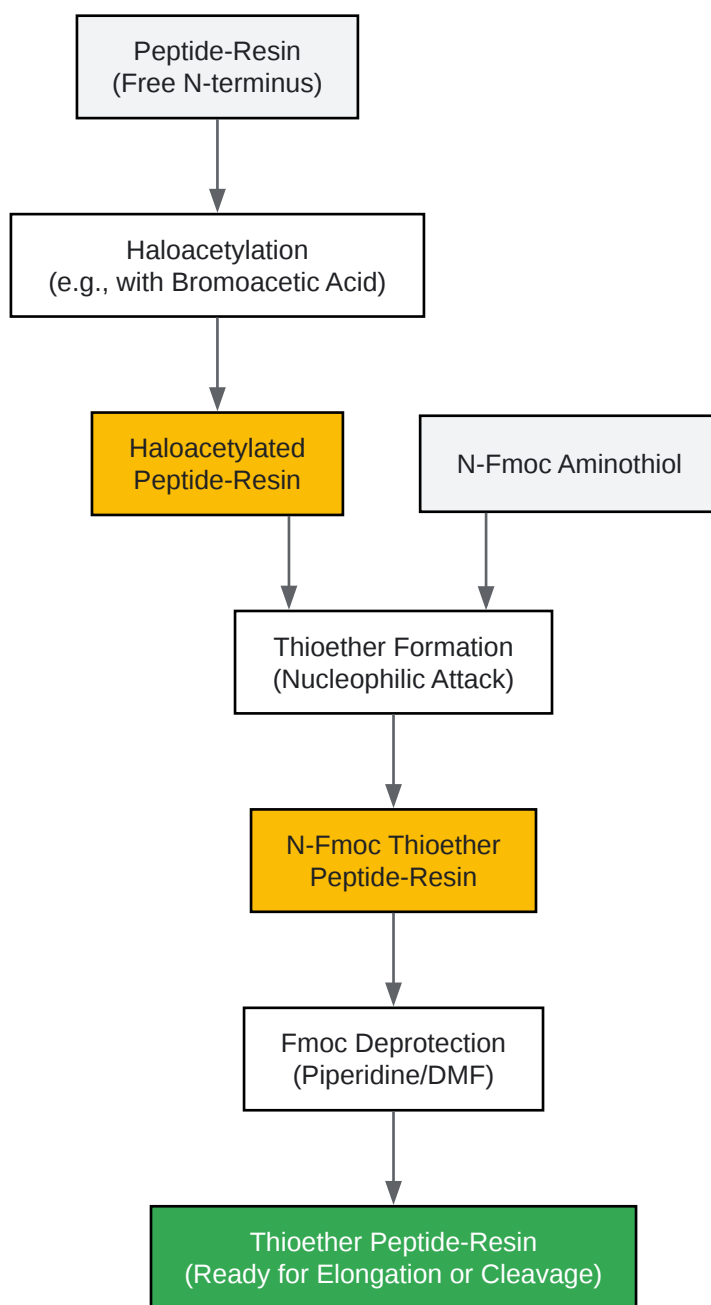 Peptide-Resin
(Free N-terminus)
Haloacetylation
(e.g., with Bromoacetic Acid)
Haloacetylated
Peptide-Resin
N-Fmoc Aminothiol
Thioether Formation
(Nucleophilic Attack)
N-Fmoc Thioether
Peptide-Resin
Fmoc Deprotection
(Piperidine/DMF)
Thioether Peptide-Resin
(Ready for Elongation or Cleavage)